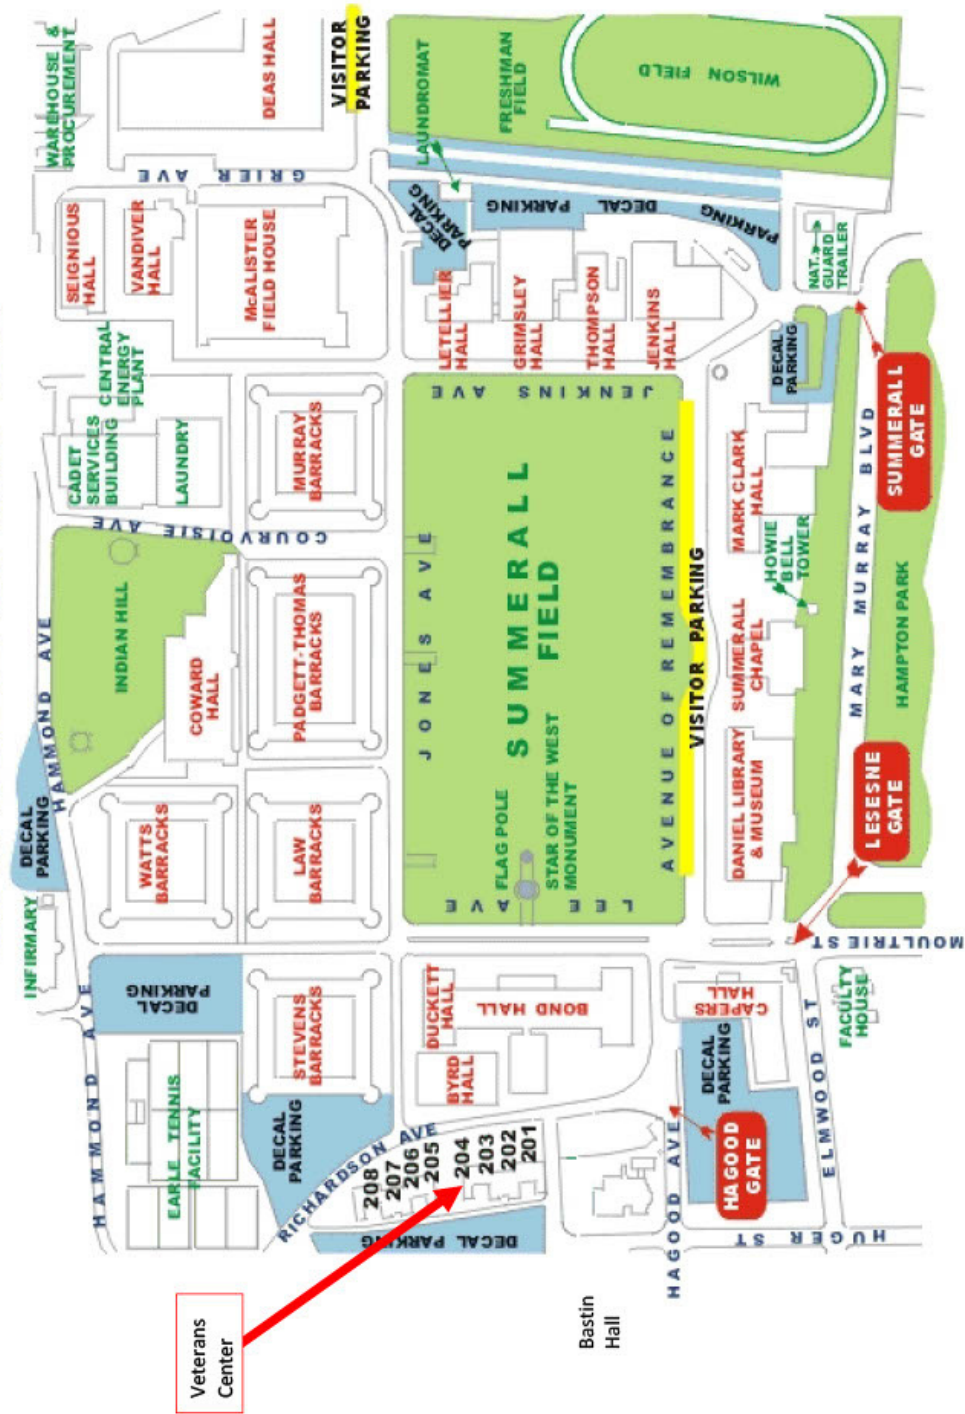 HAMMOND AVE
INFIRMARY
DECAL
PARKING
HAMMOND AVE
WAREHOUSE &
PROCUREMENT
EARLE TENNIS
FACILITY
DECAL
PARKING
WATTS
BARRACKS
INDIAN HILL
COWARD
HALL
CADET
SERVICES
BUILDING
CENTRAL
ENERGY
PLANT
LAUNDRY
SEIGNIOUS
HALL
VANDIVER
HALL
McALISTER
FIELD HOUSE
GRIER AVE
DEAS HALL
COURVOISIE AVE
Veterans
Center
DECAL
PARKING
RICHARDSON AVE
STEVENS
BARRACKS
LAW
BARRACKS
PADGETT-THOMAS
BARRACKS
MURRAY
BARRACKS
VISITOR
PARKING
DECAL PARKING
208
207
206
205
204
203
202
201
BYRD
HALL
DUCKETT
HALL
BOND HALL
LEE AVE
JONES AVE
JENKINS AVE
FLAG POLE
STAR OF THE WEST
MONUMENT
SUMMERALL
FIELD
LETELLIER
HALL
GRIMSLEY
HALL
THOMPSON
HALL
JENKINS
HALL
DECAL
PARKING
DECAL PARKING
PARKING
LAUNDROMAT
FRESHMAN
FIELD
WILSON FIELD
Bastin
Hall
HAGOOD AVE
AVENUE OF REMEMBRANCE
VISITOR PARKING
HAGOOD
GATE
DECAL
PARKING
CAPERS
HALL
HUGER ST
ELMWOOD ST
MOULTRIE ST
FACULTY
HOUSE
DANIEL LIBRARY
& MUSEUM
SUMMERALL
CHAPEL
HOWIE
BELL
TOWER
MARK CLARK
HALL
DECAL
PARKING
NAT.
GUARD
TRAILER
MARY MURRAY BLVD
LESESNE
GATE
HAMPTON PARK
SUMMERALL
GATE